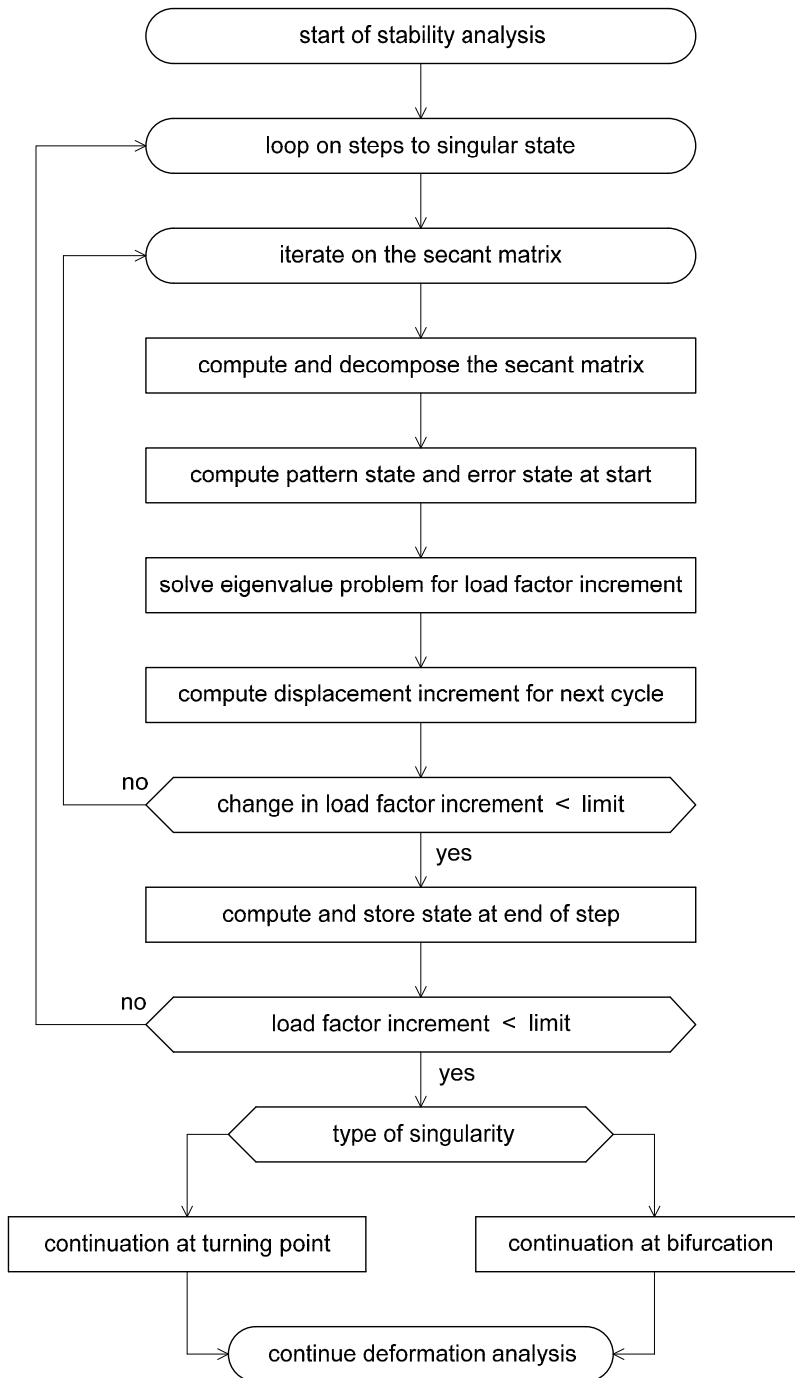 start of stability analysis
loop on steps to singular state
iterate on the secant matrix
compute and decompose the secant matrix
compute pattern state and error state at start
solve eigenvalue problem for load factor increment
compute displacement increment for next cycle
no
change in load factor increment < limit
yes
compute and store state at end of step
no
load factor increment < limit
yes
type of singularity
continuation at turning point
continuation at bifurcation
continue deformation analysis